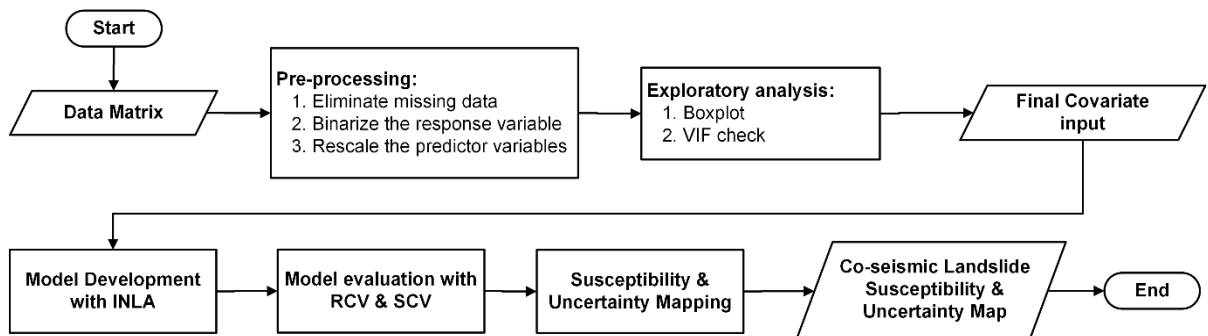 Start
Data Matrix
Pre-processing:
1. Eliminate missing data
2. Binarize the response variable
3. Rescale the predictor variables
Exploratory analysis:
1. Boxplot
2. VIF check
Final Covariate
input
Model Development
with INLA
Model evaluation with
RCV & SCV
Susceptibility &
Uncertainty Mapping
Co-seismic Landslide
Susceptibility &
Uncertainty Map
End